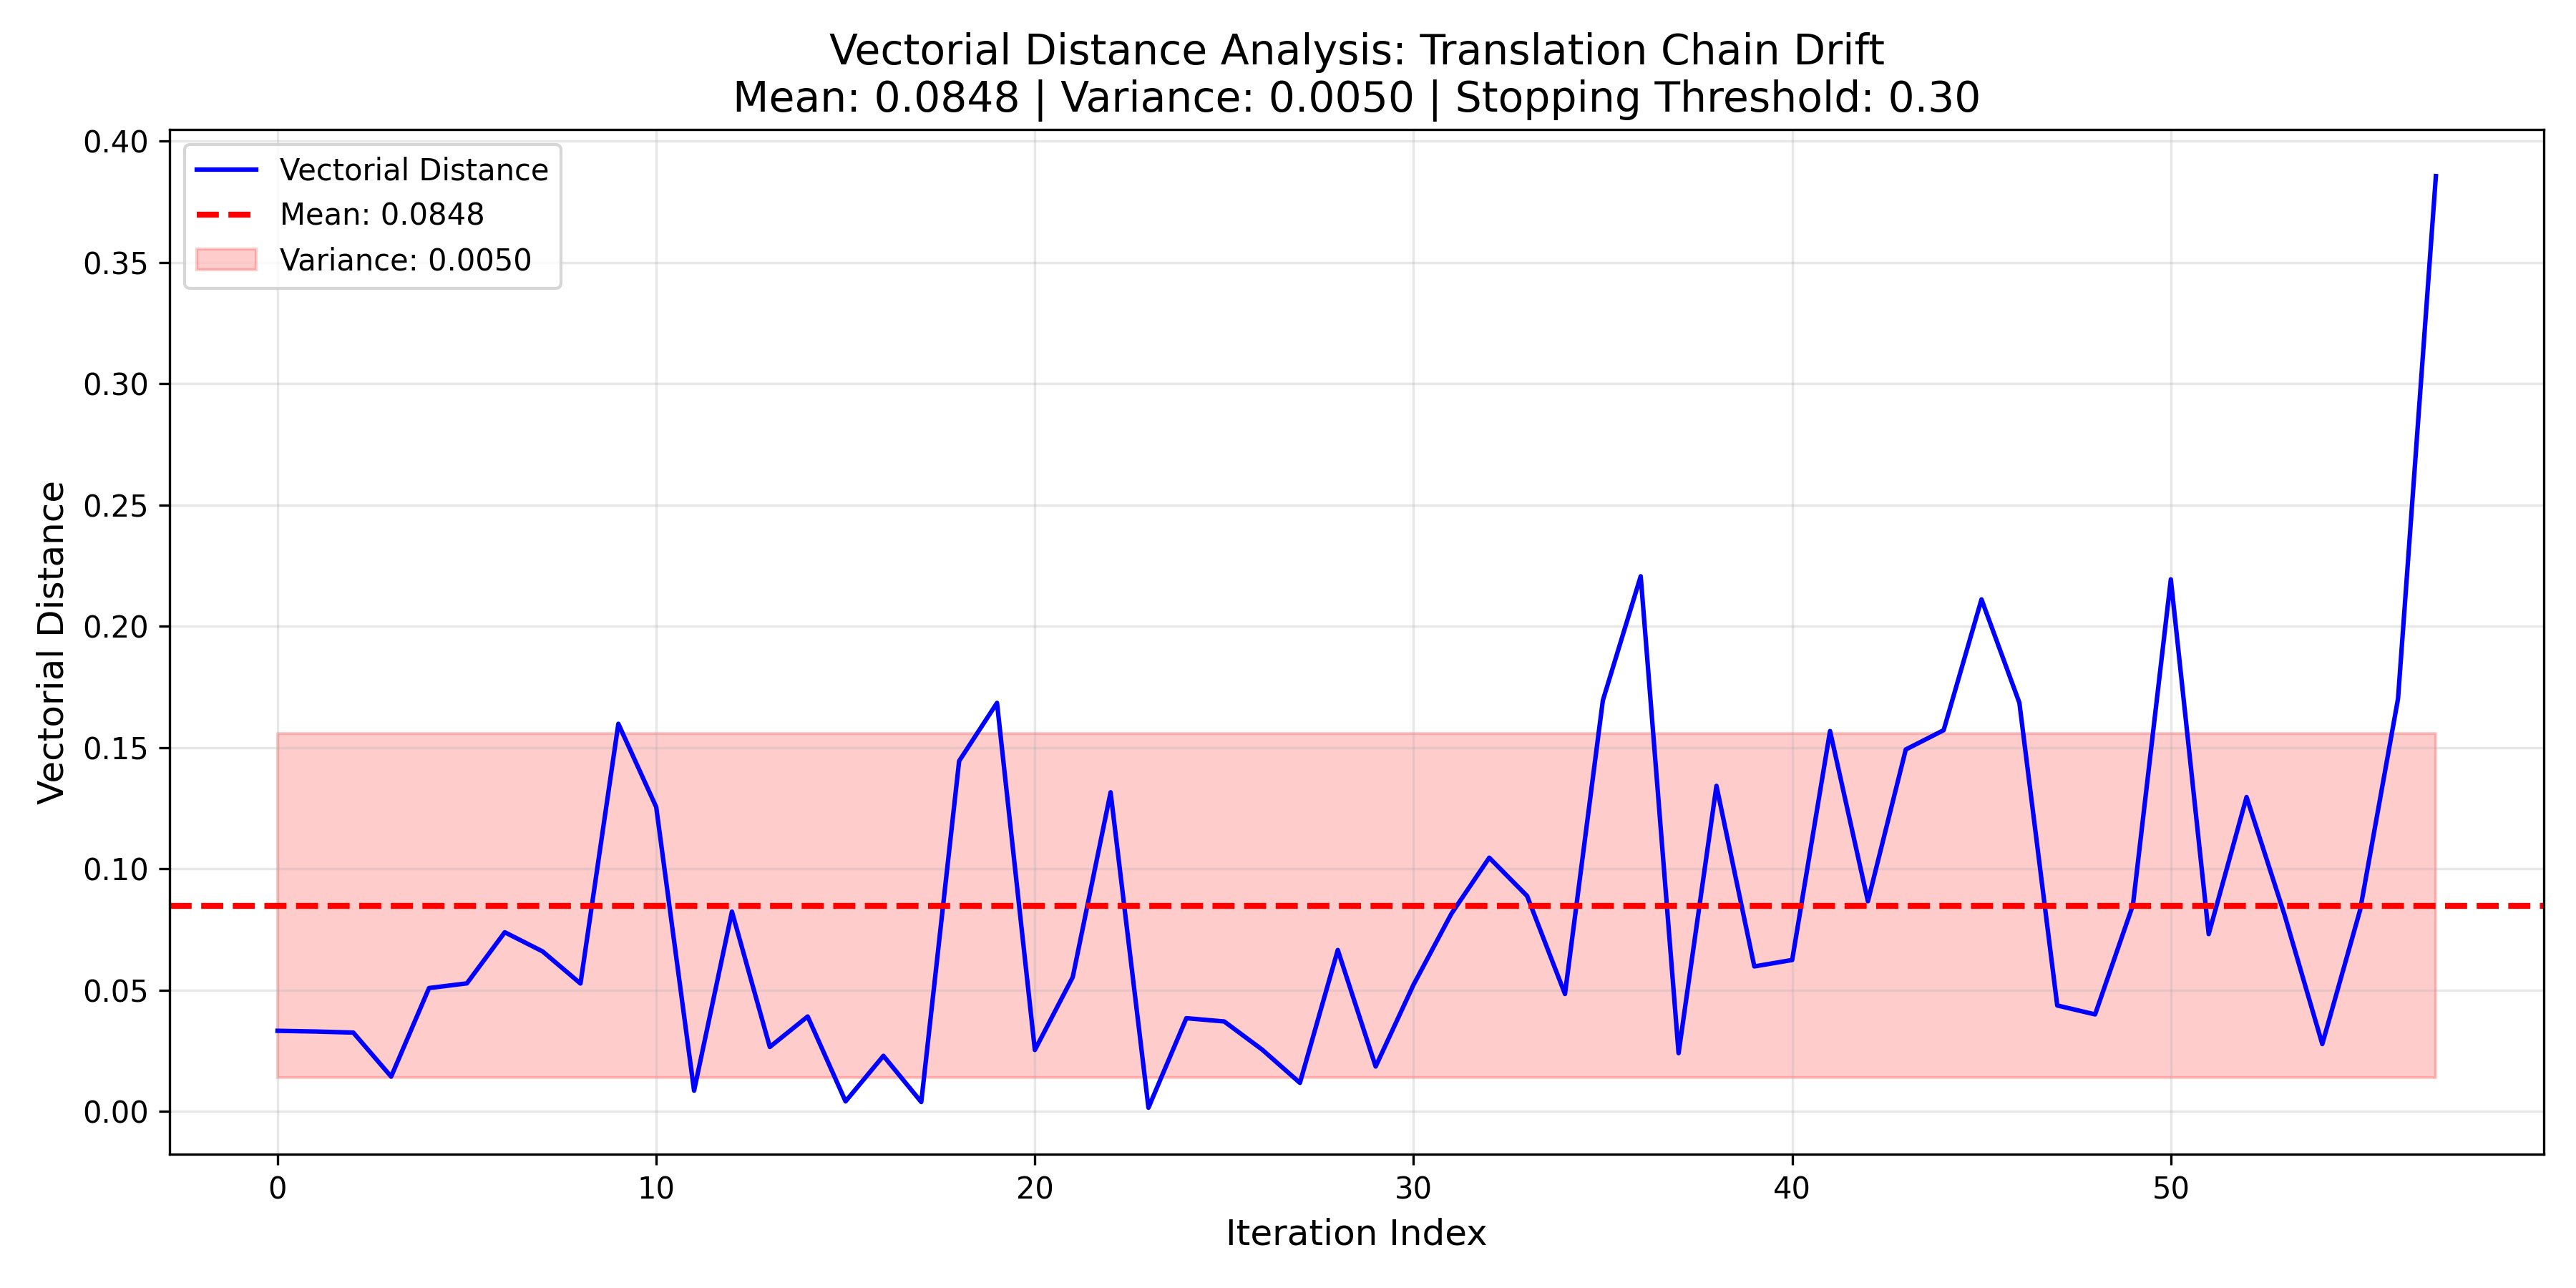 Vectorial Distance Analysis: Translation Chain Drift
Mean: 0.0848 | Variance: 0.0050 | Stopping Threshold: 0.30
Vectorial Distance
Mean: 0.0848
Variance: 0.0050
Vectorial Distance
0.40
0.35
0.30
0.25
0.20
0.15
0.10
0.05
0.00
0 10 20 30 40 50
Iteration Index